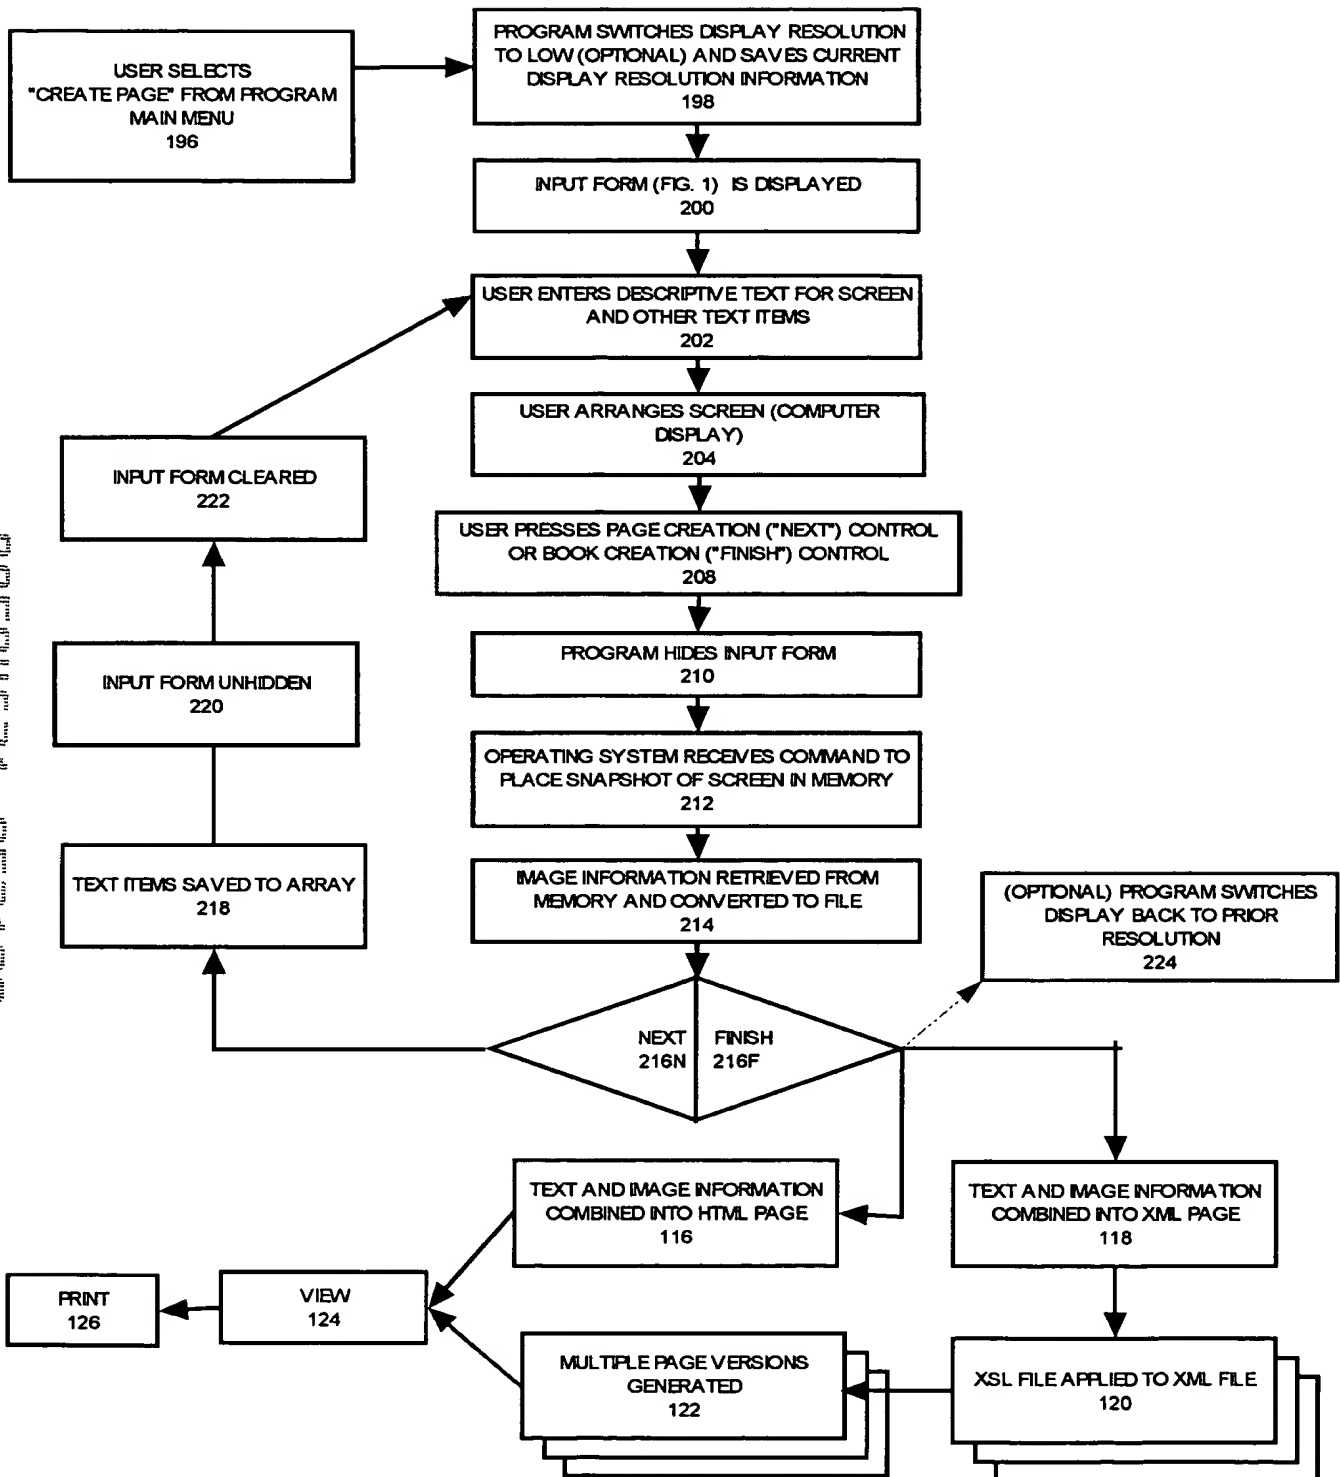 USER SELECTS
"CREATE PAGE" FROM PROGRAM
MAIN MENU
196
PROGRAM SWITCHES DISPLAY RESOLUTION
TO LOW (OPTIONAL) AND SAVES CURRENT
DISPLAY RESOLUTION INFORMATION
198
INPUT FORM (FIG. 1) IS DISPLAYED
200
USER ENTERS DESCRIPTIVE TEXT FOR SCREEN
AND OTHER TEXT ITEMS
202
USER ARRANGES SCREEN (COMPUTER
DISPLAY)
204
USER PRESSES PAGE CREATION ("NEXT") CONTROL
OR BOOK CREATION ("FINISH") CONTROL
208
PROGRAM HIDES INPUT FORM
210
OPERATING SYSTEM RECEIVES COMMAND TO
PLACE SNAPSHOT OF SCREEN IN MEMORY
212
IMAGE INFORMATION RETRIEVED FROM
MEMORY AND CONVERTED TO FILE
214
NEXT
216N
FINISH
216F
TEXT ITEMS SAVED TO ARRAY
218
INPUT FORM UNHIDDEN
220
INPUT FORM CLEARED
222
(OPTIONAL) PROGRAM SWITCHES
DISPLAY BACK TO PRIOR
RESOLUTION
224
TEXT AND IMAGE INFORMATION
COMBINED INTO HTML PAGE
116
TEXT AND IMAGE INFORMATION
COMBINED INTO XML PAGE
118
XSL FILE APPLIED TO XML FILE
120
MULTIPLE PAGE VERSIONS
GENERATED
122
VIEW
124
PRINT
126